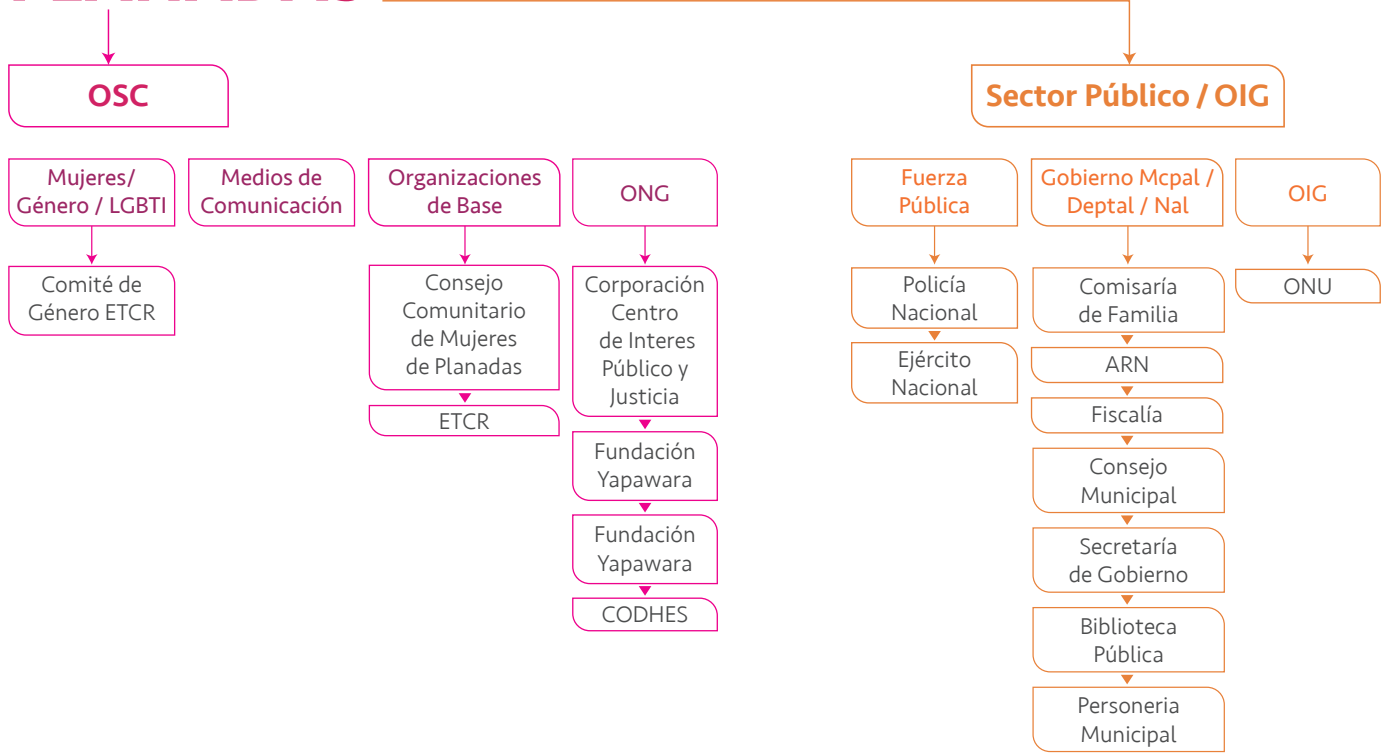 OSC
Sector Público / OIG
Mujeres/
Género / LGBTI
Medios de
Comunicación
Organizaciones
de Base
ONG
Fuerza
Pública
Gobierno Mcpal /
Deptal / Nal
OIG
Comité de
Género ETCR
Consejo
Comunitario
de Mujeres
de Planadas
ETCR
Corporación
Centro
de Interes
Público y
Justicia
Fundación
Yapawara
Fundación
Yapawara
CODHES
Policía
Nacional
Ejército
Nacional
Comisaría
de Familia
ARN
Fiscalía
Consejo
Municipal
Secretaría
de Gobierno
Biblioteca
Pública
Personeria
Municipal
ONU